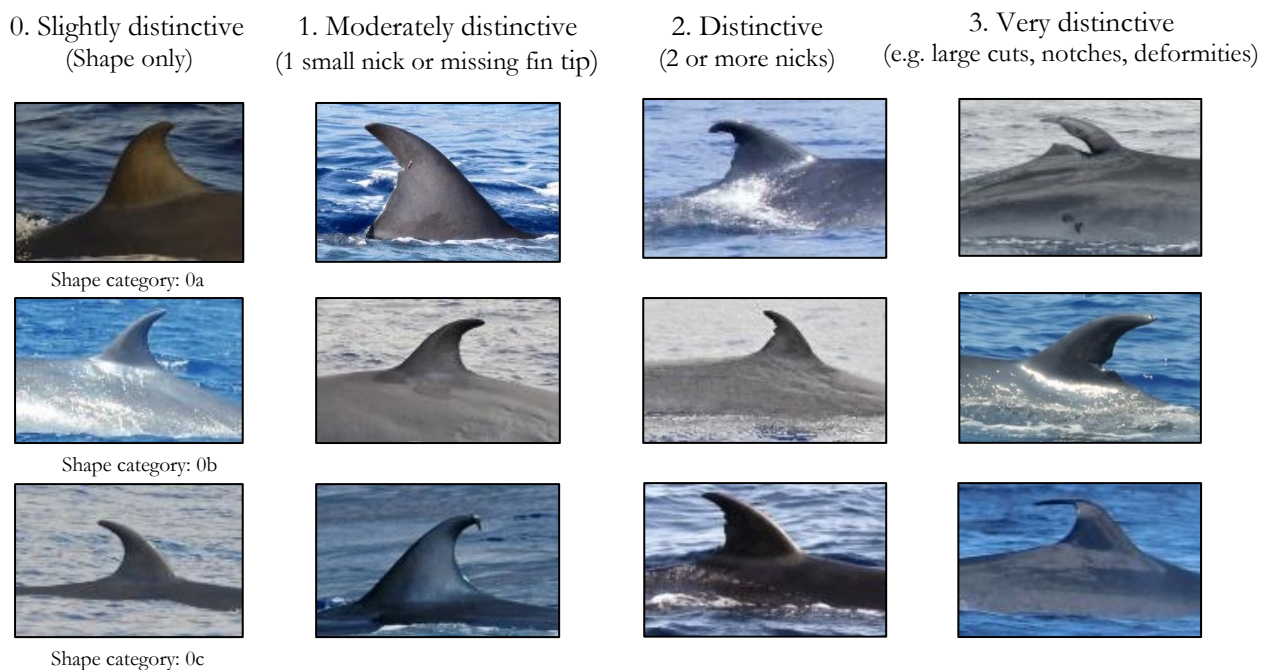 0. Slightly distinctive
(Shape only)
1. Moderately distinctive
(1 small nick or missing fin tip)
2. Distinctive
(2 or more nicks)
3. Very distinctive
(e.g. large cuts, notches, deformities)
Shape category: 0a
Shape category: 0b
Shape category: 0c